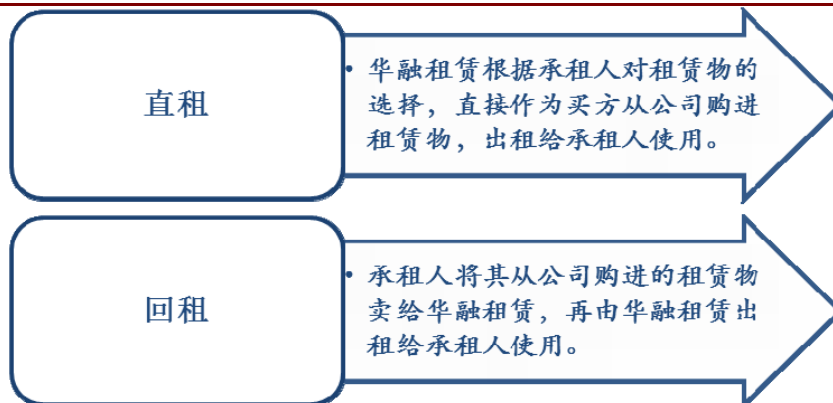 直租
• 华融租赁根据承租人对租赁物的
选择，直接作为买方从公司购进
租赁物，出租给承租人使用。
回租
• 承租人将其从公司购进的租赁物
卖给华融租赁，再由华融租赁出
租给承租人使用。